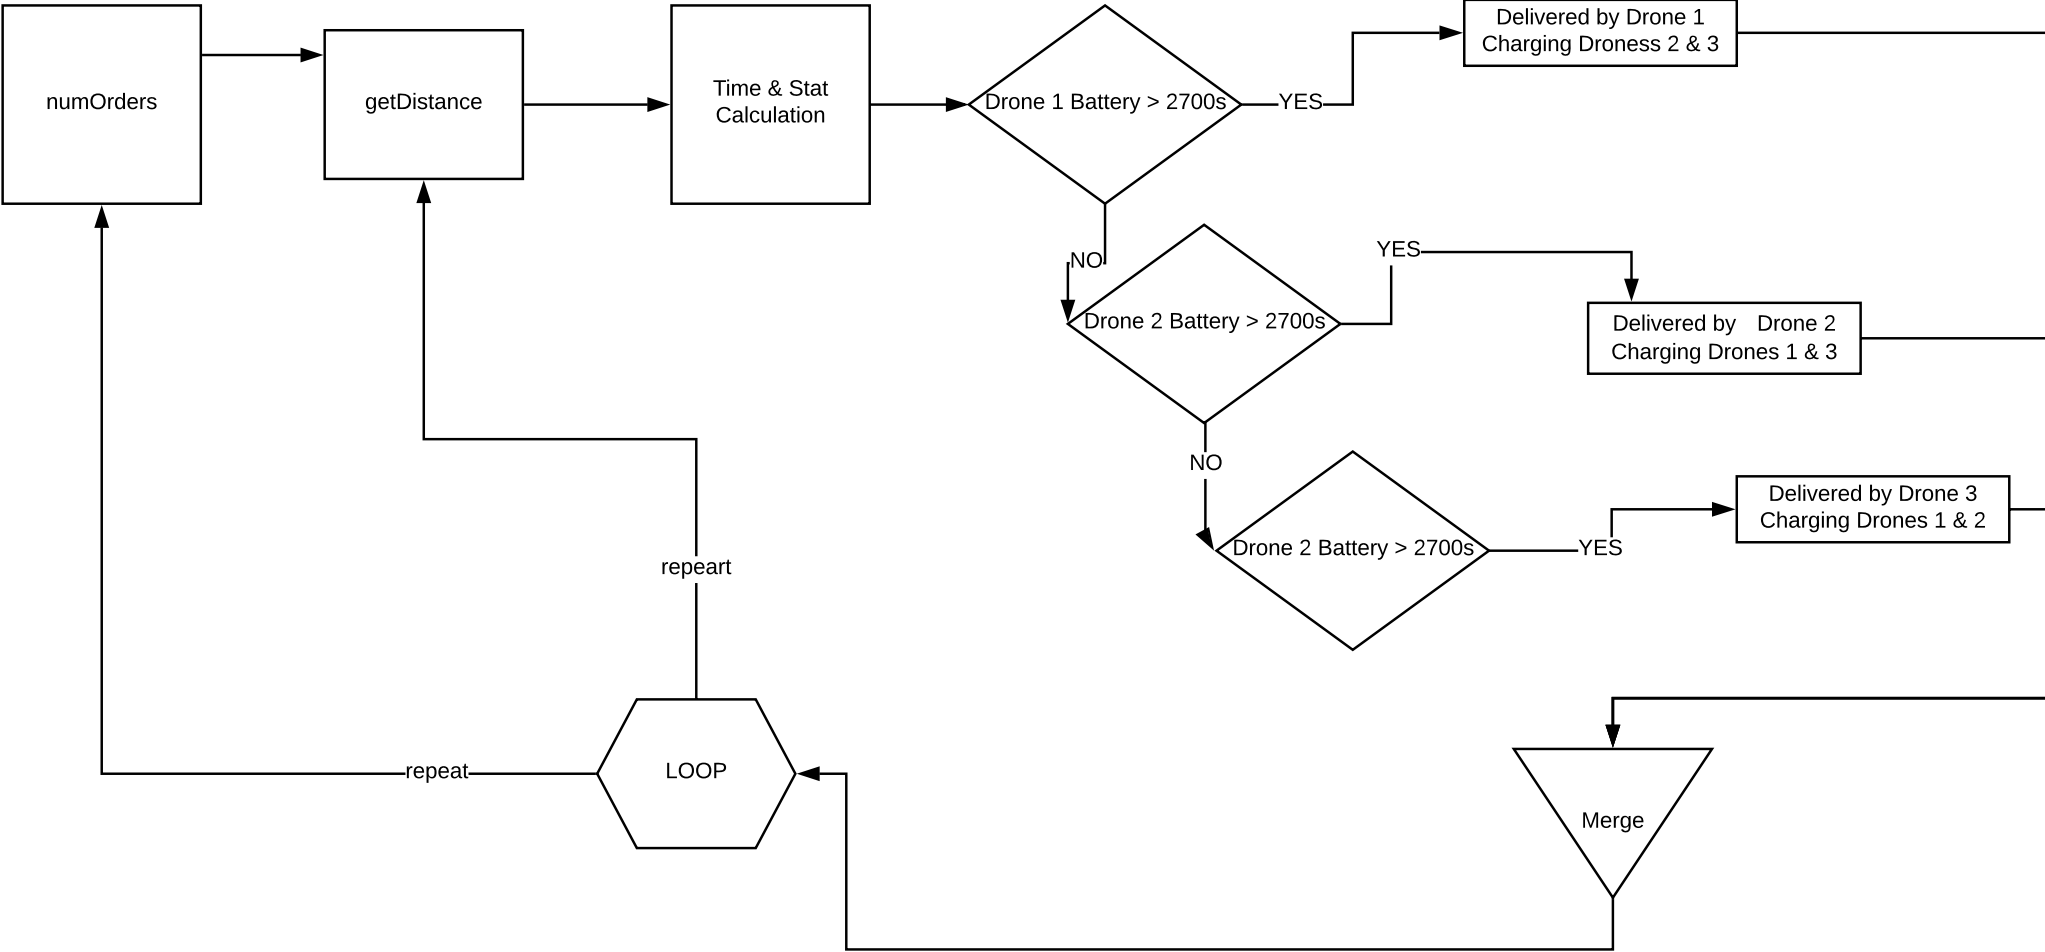 numOrders
getDistance
Time & Stat
Calculation
Drone 1 Battery > 2700s
YES
Delivered by Drone 1
Charging Droness 2 & 3
NO
Drone 2 Battery > 2700s
YES
Delivered by Drone 2
Charging Drones 1 & 3
NO
Drone 2 Battery > 2700s
YES
Delivered by Drone 3
Charging Drones 1 & 2
repeart
repeat
LOOP
Merge